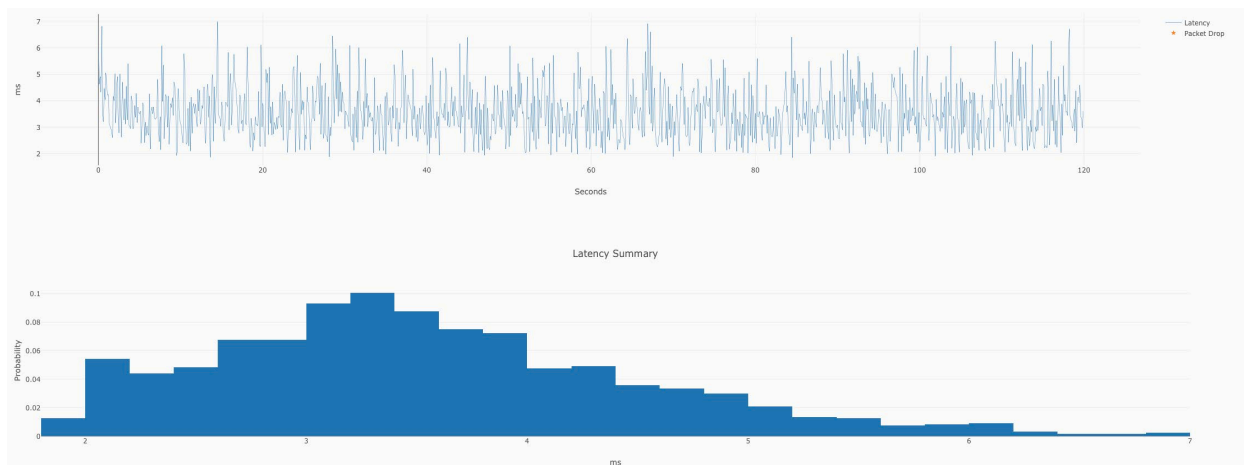 7
6
5
4
3
2
ms
0 20 40 60 80 100 120
Seconds
Latency
Packet Drop
Latency Summary
0.1
0.08
0.06
0.04
0.02
0
Probability
2 3 4 5 6 7
ms